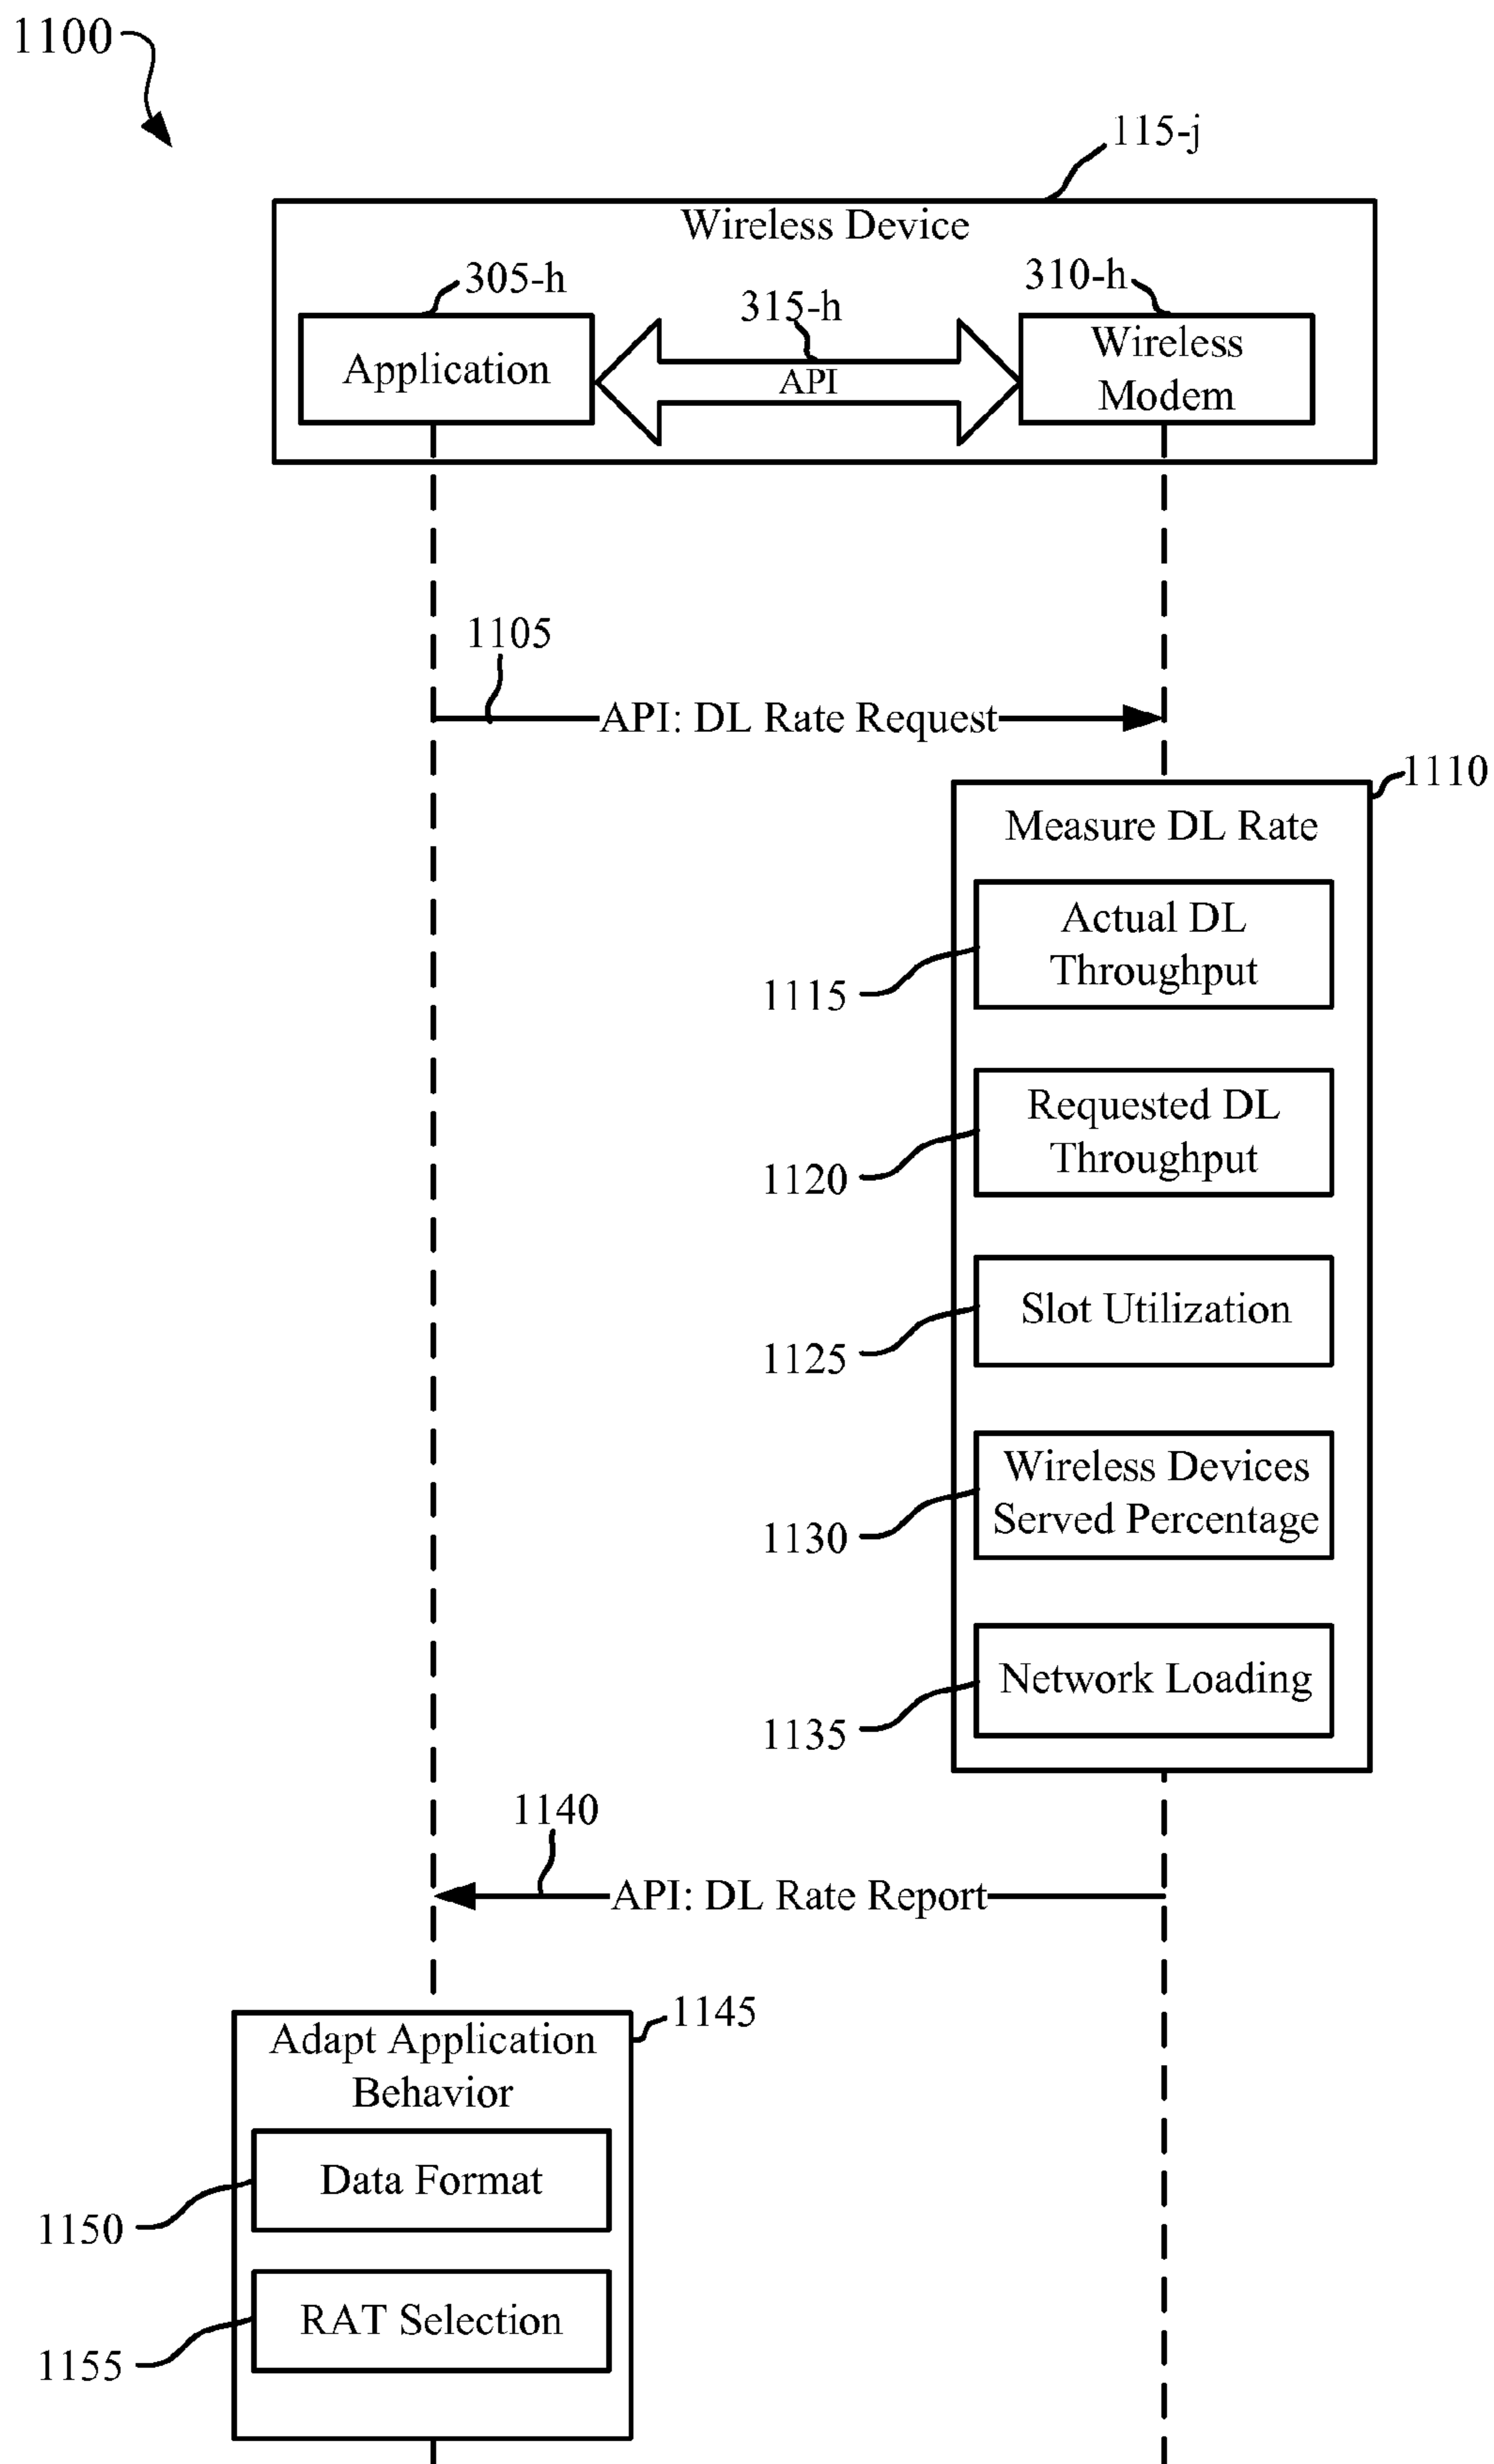 1100
115-j
Wireless Device
305-h
315-h
310-h
Application
API
Wireless
Modem
1105
API: DL Rate Request
1110
Measure DL Rate
Actual DL
Throughput
1115
Requested DL
Throughput
1120
Slot Utilization
1125
Wireless Devices
Served Percentage
1130
Network Loading
1135
1140
API: DL Rate Report
1145
Adapt Application
Behavior
Data Format
1150
RAT Selection
1155